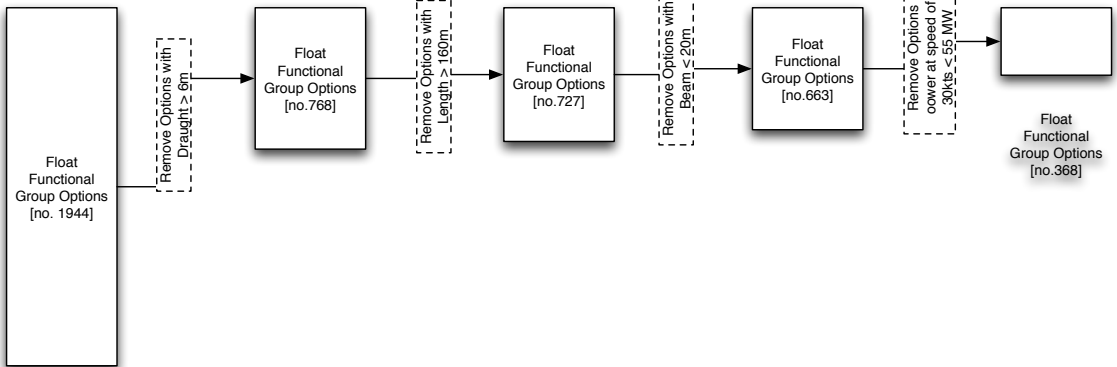 Float
Functional
Group Options
[no. 1944]
Remove Options with
Draught > 6m
Float
Functional
Group Options
[no.768]
Remove Options with
Length > 160m
Float
Functional
Group Options
[no.727]
Remove Options with
Beam < 20m
Float
Functional
Group Options
[no.663]
Remove Options
oower at speed of
30kts < 55 MW
Float
Functional
Group Options
[no.368]